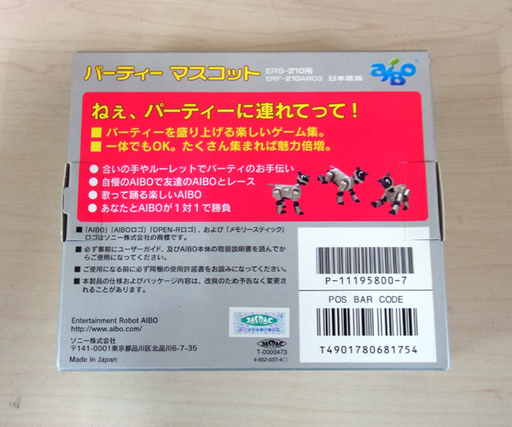 パーティー マスコット
ERS-210用
ERF-210AW03 日本語版
AIBO
ねぇ、パーティーに連れてって！
■ パーティーを盛り上げる楽しいゲーム集。
■ 一体でもOK。たくさん集まれば魅力倍増。
● 合いの手やルーレットでパーティのお手伝い
● 自慢のAIBOで友達のAIBOとレース
● 歌って踊る楽しいAIBO
● あなたとAIBOが1対1で勝負
■「AIBO」「AIBOロゴ」「OPEN-Rロゴ」、および「メモリースティック」
ロゴはソニー株式会社の商標です。
■ 必ず事前にユーザーガイド、及びAIBO本体の取扱説明書を読んでか
らご使用になってください。
■ ご使用になる前に必ず同梱の使用許諾書をお読みになってください。
■ 本製品の仕様およびパッケージ内容は、改良のため予告なく変更さ
れることがあります。
P-11195800-7
POS BAR CODE
T4901780681754
Entertainment Robot AIBO
http://www.aibo.com/
ソニー株式会社
〒141-0001東京都品川区北品川6-7-35
Made in Japan
JASRAC
JASRAC
T-0000473